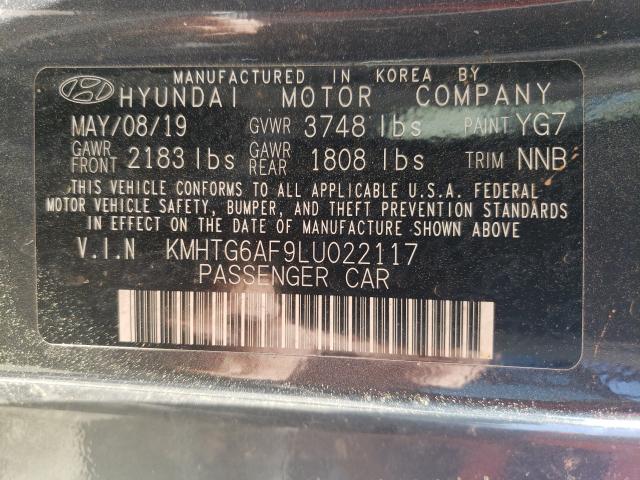 MANUFACTURED IN KOREA BY
HYUNDAI MOTOR COMPANY
MAY/08/19 GVWR 3748 lbs PAINT YG7
GAWR FRONT 2183 lbs GAWR REAR 1808 lbs TRIM NNB
THIS VEHICLE CONFORMS TO ALL APPLICABLE U.S.A. FEDERAL
MOTOR VEHICLE SAFETY, BUMPER, AND THEFT PREVENTION STANDARDS
IN EFFECT ON THE DATE OF MANUFACTURE SHOWN ABOVE.
V.I.N KMHTG6AF9LU022117
PASSENGER CAR